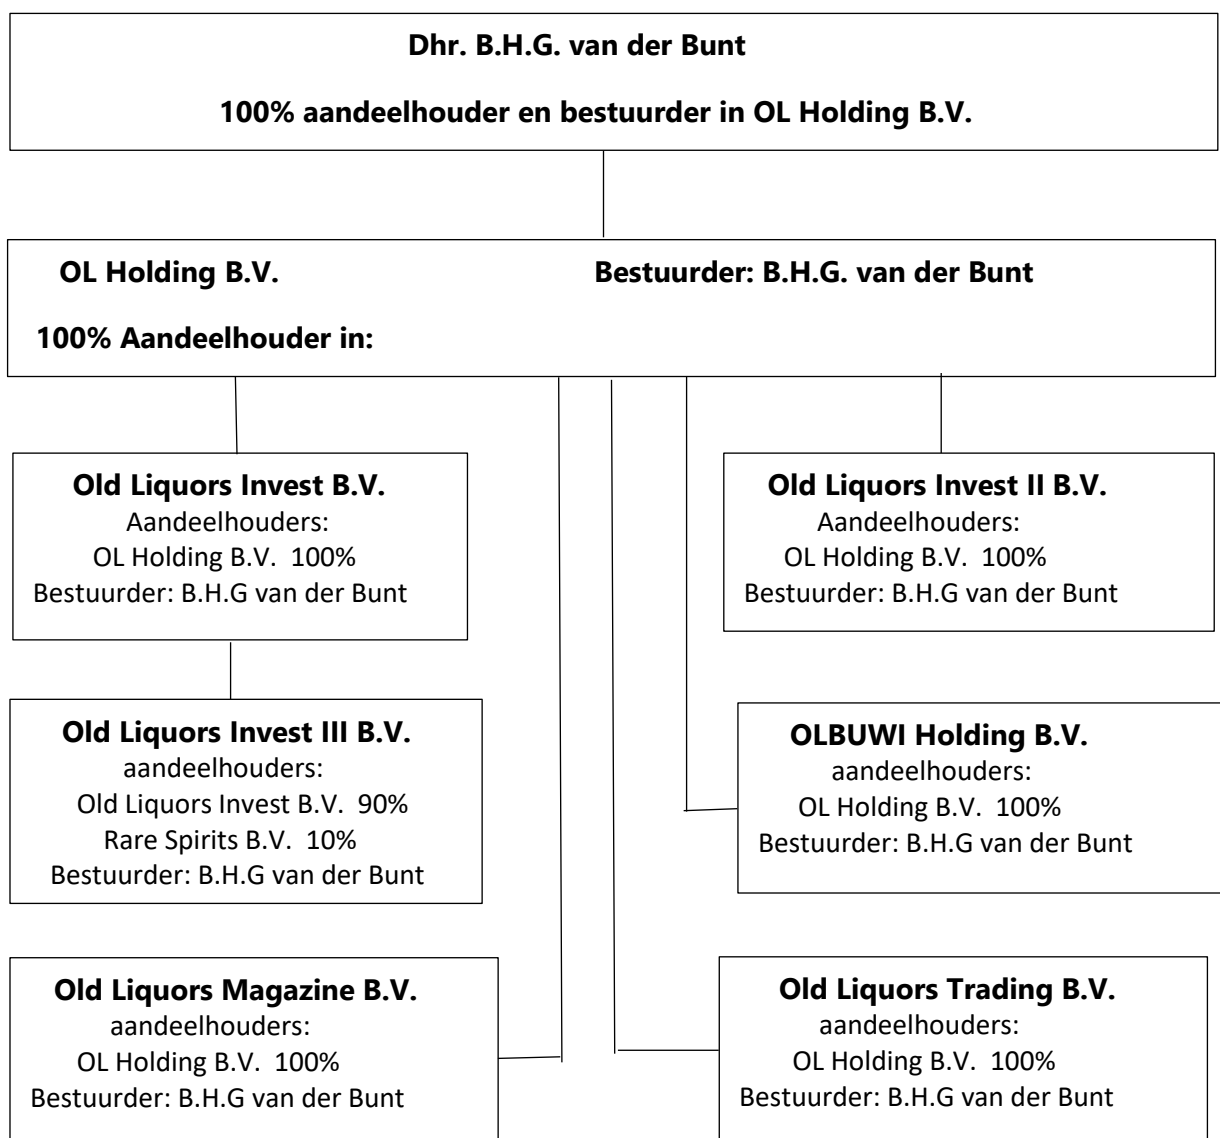 Dhr. B.H.G. van der Bunt
100% aandeelhouder en bestuurder in OL Holding B.V.
OL Holding B.V. Bestuurder: B.H.G. van der Bunt
100% Aandeelhouder in:
Old Liquors Invest B.V.
Aandeelhouders:
OL Holding B.V. 100%
Bestuurder: B.H.G van der Bunt
Old Liquors Invest II B.V.
Aandeelhouders:
OL Holding B.V. 100%
Bestuurder: B.H.G van der Bunt
Old Liquors Invest III B.V.
aandeelhouders:
Old Liquors Invest B.V. 90%
Rare Spirits B.V. 10%
Bestuurder: B.H.G van der Bunt
OLBUWI Holding B.V.
aandeelhouders:
OL Holding B.V. 100%
Bestuurder: B.H.G van der Bunt
Old Liquors Magazine B.V.
aandeelhouders:
OL Holding B.V. 100%
Bestuurder: B.H.G van der Bunt
Old Liquors Trading B.V.
aandeelhouders:
OL Holding B.V. 100%
Bestuurder: B.H.G van der Bunt